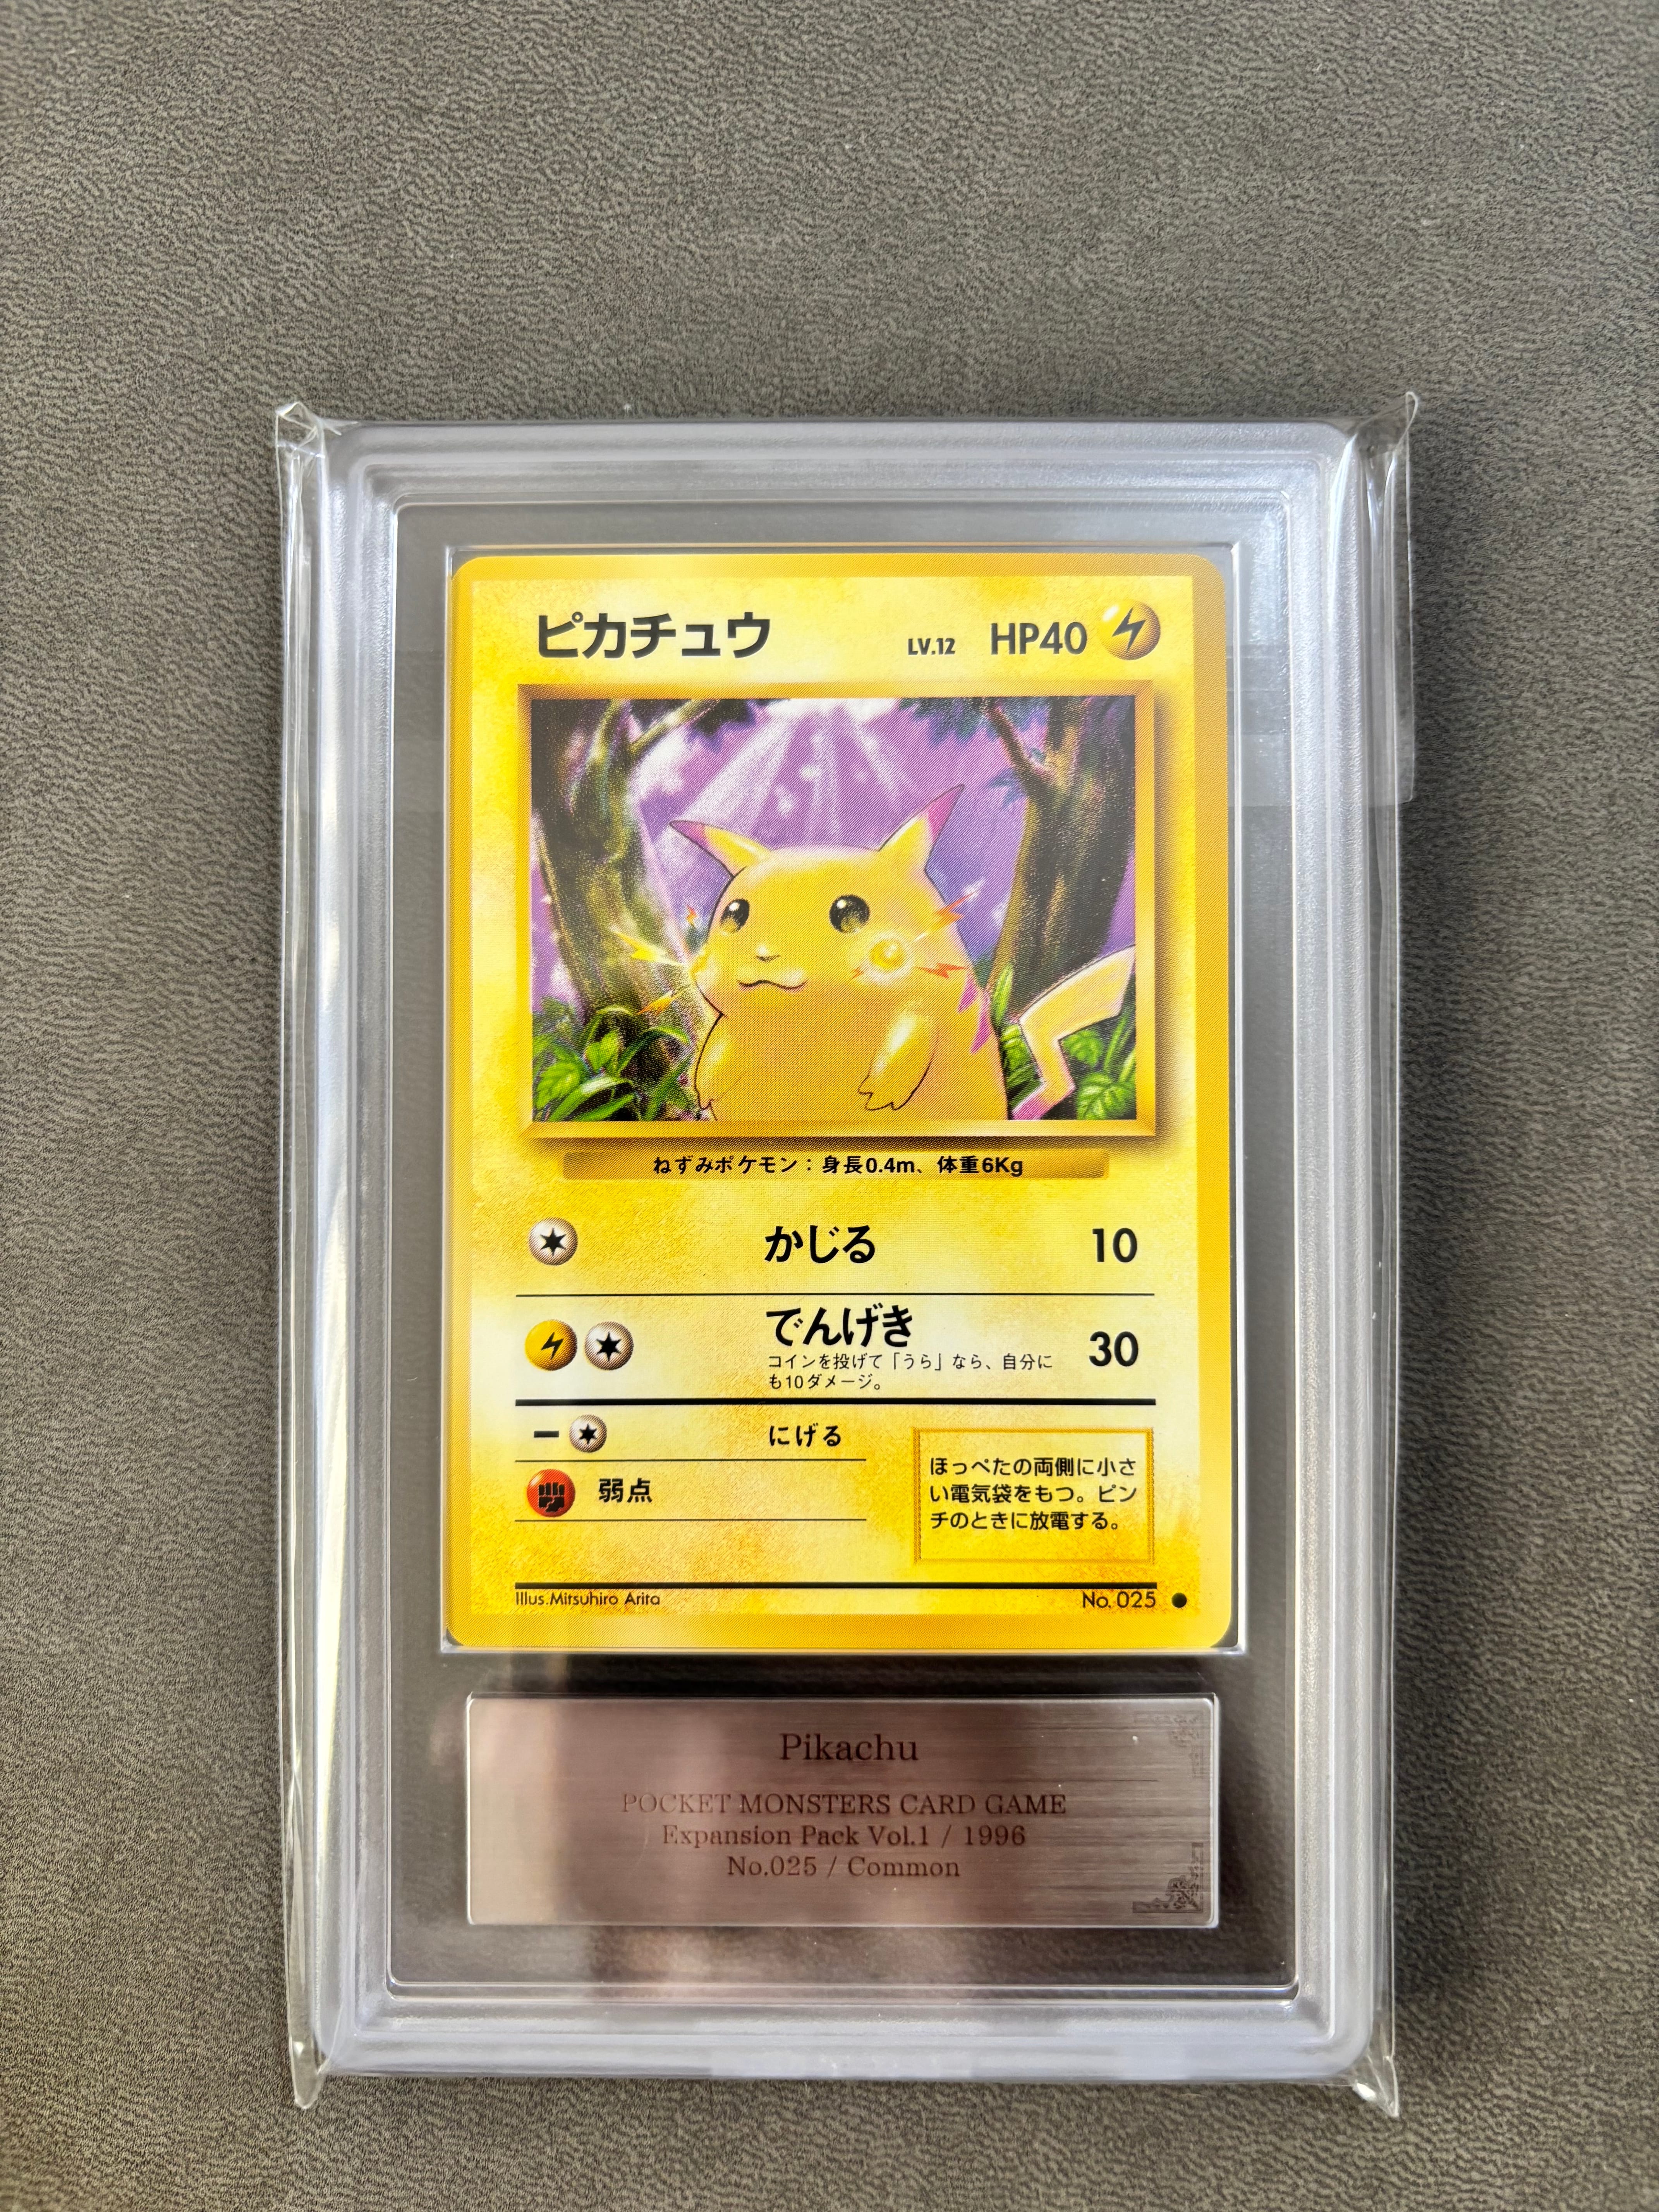 ピカチュウ LV.12 HP40
ねずみポケモン：身長0.4m、体重6Kg
かじる 10
でんげき 30
コインを投げて「うら」なら、自分に
も10ダメージ。
にげる
弱点
ほっぺたの両側に小さ
い電気袋をもつ。ピン
チのときに放電する。
Illus.Mitsuhiro Arita No. 025
Pikachu
POCKET MONSTERS CARD GAME
Expansion Pack Vol.1 / 1996
No.025 / Common